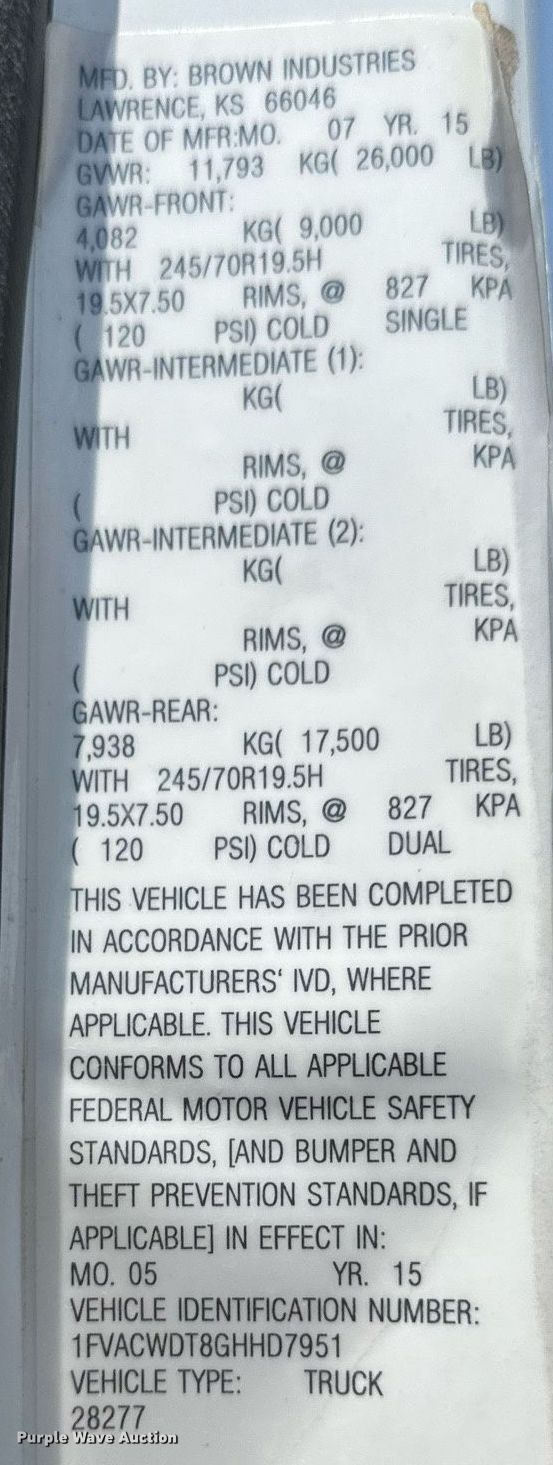 MFD. BY: BROWN INDUSTRIES
LAWRENCE, KS 66046
DATE OF MFR:MO. 07 YR. 15
GVWR: 11,793 KG( 26,000 LB)
GAWR-FRONT:
4,082 KG( 9,000 LB)
WITH 245/70R19.5H TIRES,
19.5X7.50 RIMS, @ 827 KPA
( 120 PSI) COLD SINGLE
GAWR-INTERMEDIATE (1):
KG( LB)
WITH TIRES,
RIMS, @ KPA
( PSI) COLD
GAWR-INTERMEDIATE (2):
KG( LB)
WITH TIRES,
RIMS, @ KPA
( PSI) COLD
GAWR-REAR:
7,938 KG( 17,500 LB)
WITH 245/70R19.5H TIRES,
19.5X7.50 RIMS, @ 827 KPA
( 120 PSI) COLD DUAL
THIS VEHICLE HAS BEEN COMPLETED
IN ACCORDANCE WITH THE PRIOR
MANUFACTURERS' IVD, WHERE
APPLICABLE. THIS VEHICLE
CONFORMS TO ALL APPLICABLE
FEDERAL MOTOR VEHICLE SAFETY
STANDARDS, [AND BUMPER AND
THEFT PREVENTION STANDARDS, IF
APPLICABLE] IN EFFECT IN:
MO. 05 YR. 15
VEHICLE IDENTIFICATION NUMBER:
1FVACWDT8GHHD7951
VEHICLE TYPE: TRUCK
28277
Purple Wave Auction